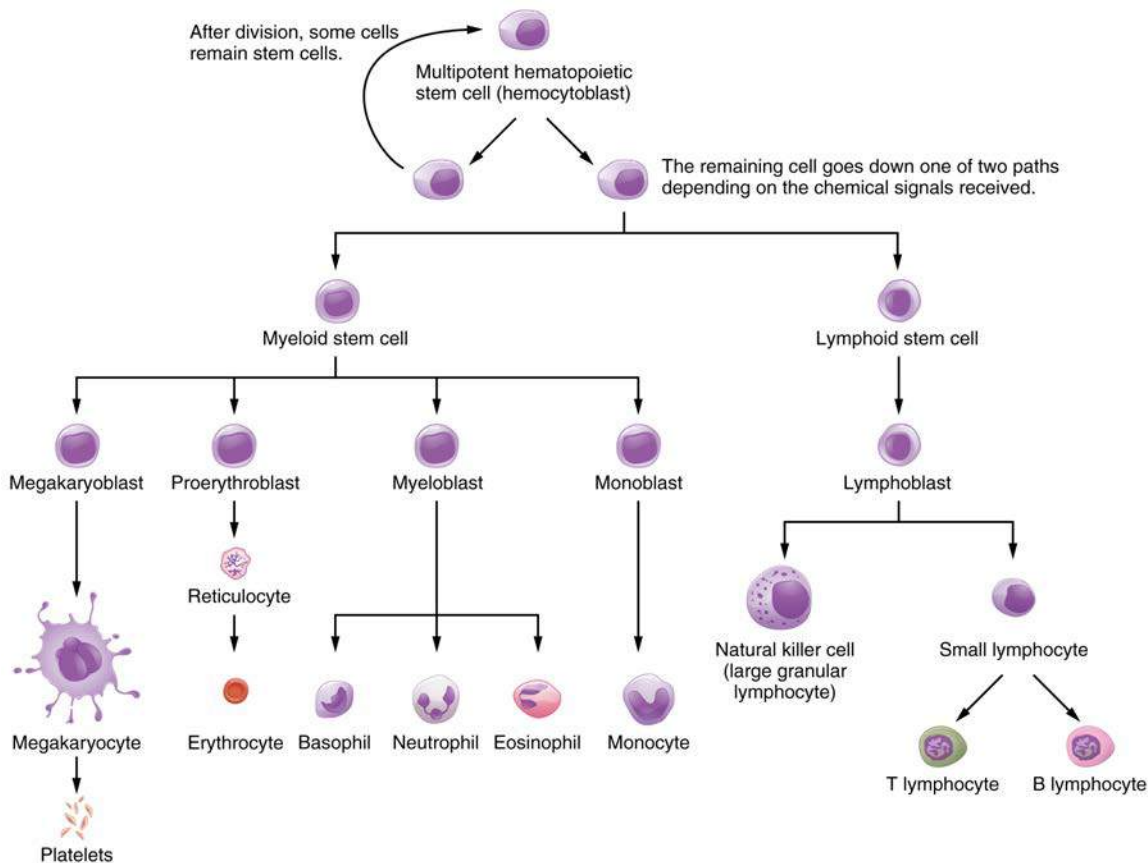 After division, some cells
remain stem cells.
Multipotent hematopoietic
stem cell (hemocytoblast)
The remaining cell goes down one of two paths
depending on the chemical signals received.
Myeloid stem cell
Lymphoid stem cell
Megakaryoblast
Proerythroblast
Myeloblast
Monoblast
Lymphoblast
Reticulocyte
Natural killer cell
(large granular
lymphocyte)
Small lymphocyte
Megakaryocyte
Erythrocyte
Basophil
Neutrophil
Eosinophil
Monocyte
T lymphocyte
B lymphocyte
Platelets